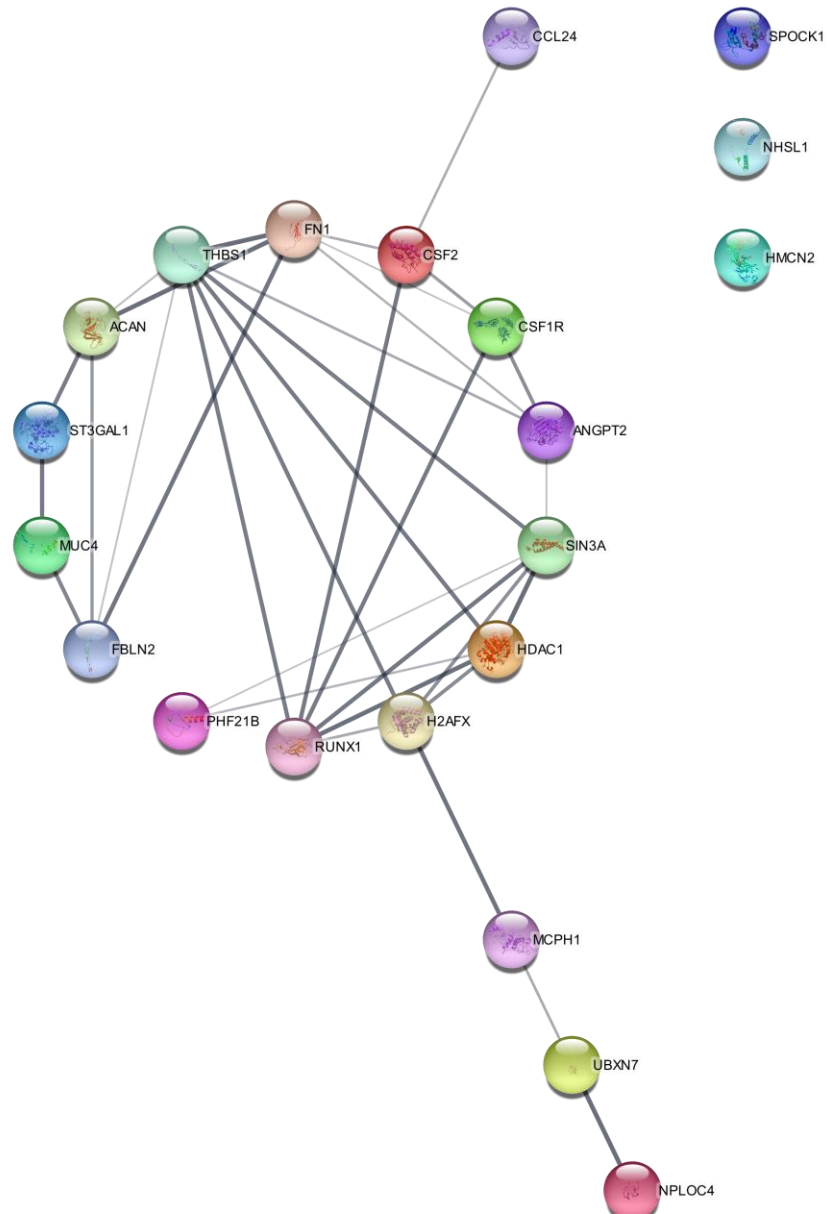 CCL24
SPOCK1
NHSL1
FN1
THBS1
CSF2
HMCN2
ACAN
CSF1R
ST3GAL1
ANGPT2
MUC4
SIN3A
FBLN2
HDAC1
PHF21B
H2AFX
RUNX1
MCPH1
UBXN7
NPLOC4